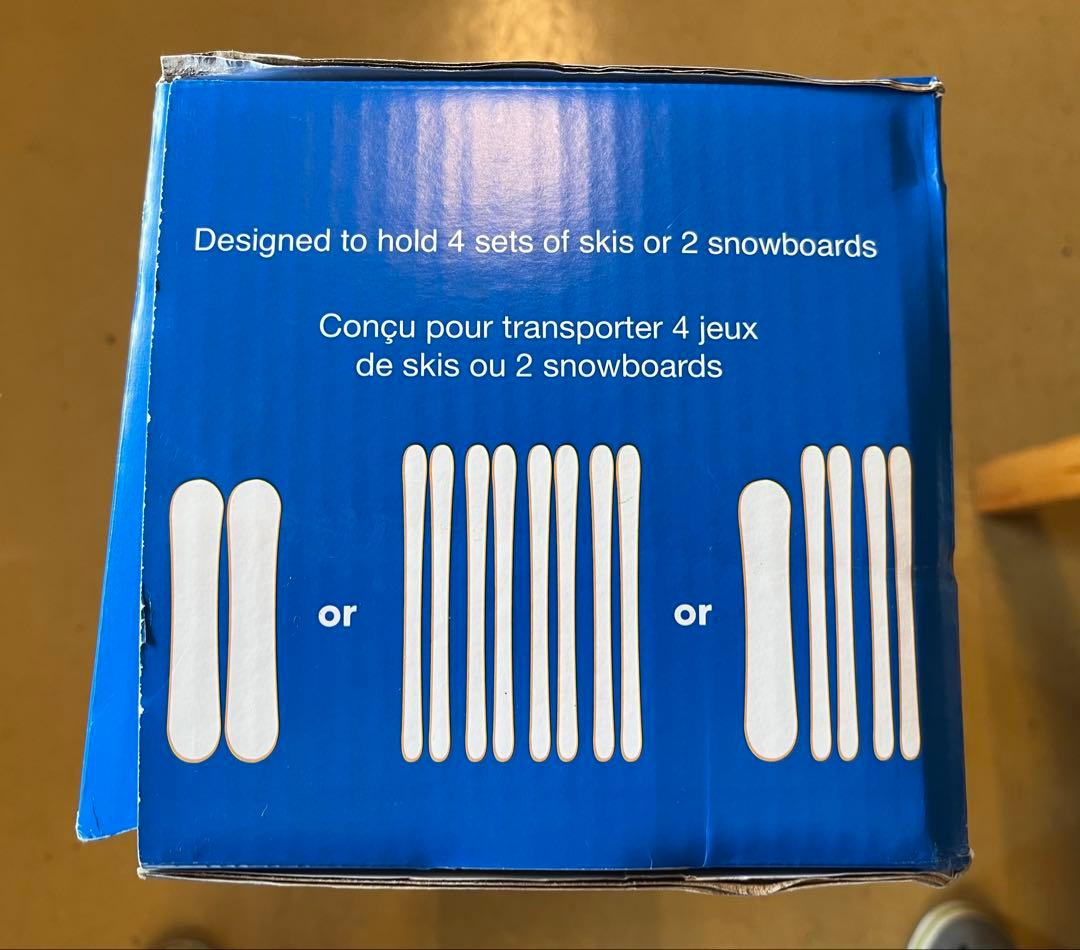 Designed to hold 4 sets of skis or 2 snowboards
Conçu pour transporter 4 jeux
de skis ou 2 snowboards
or
or